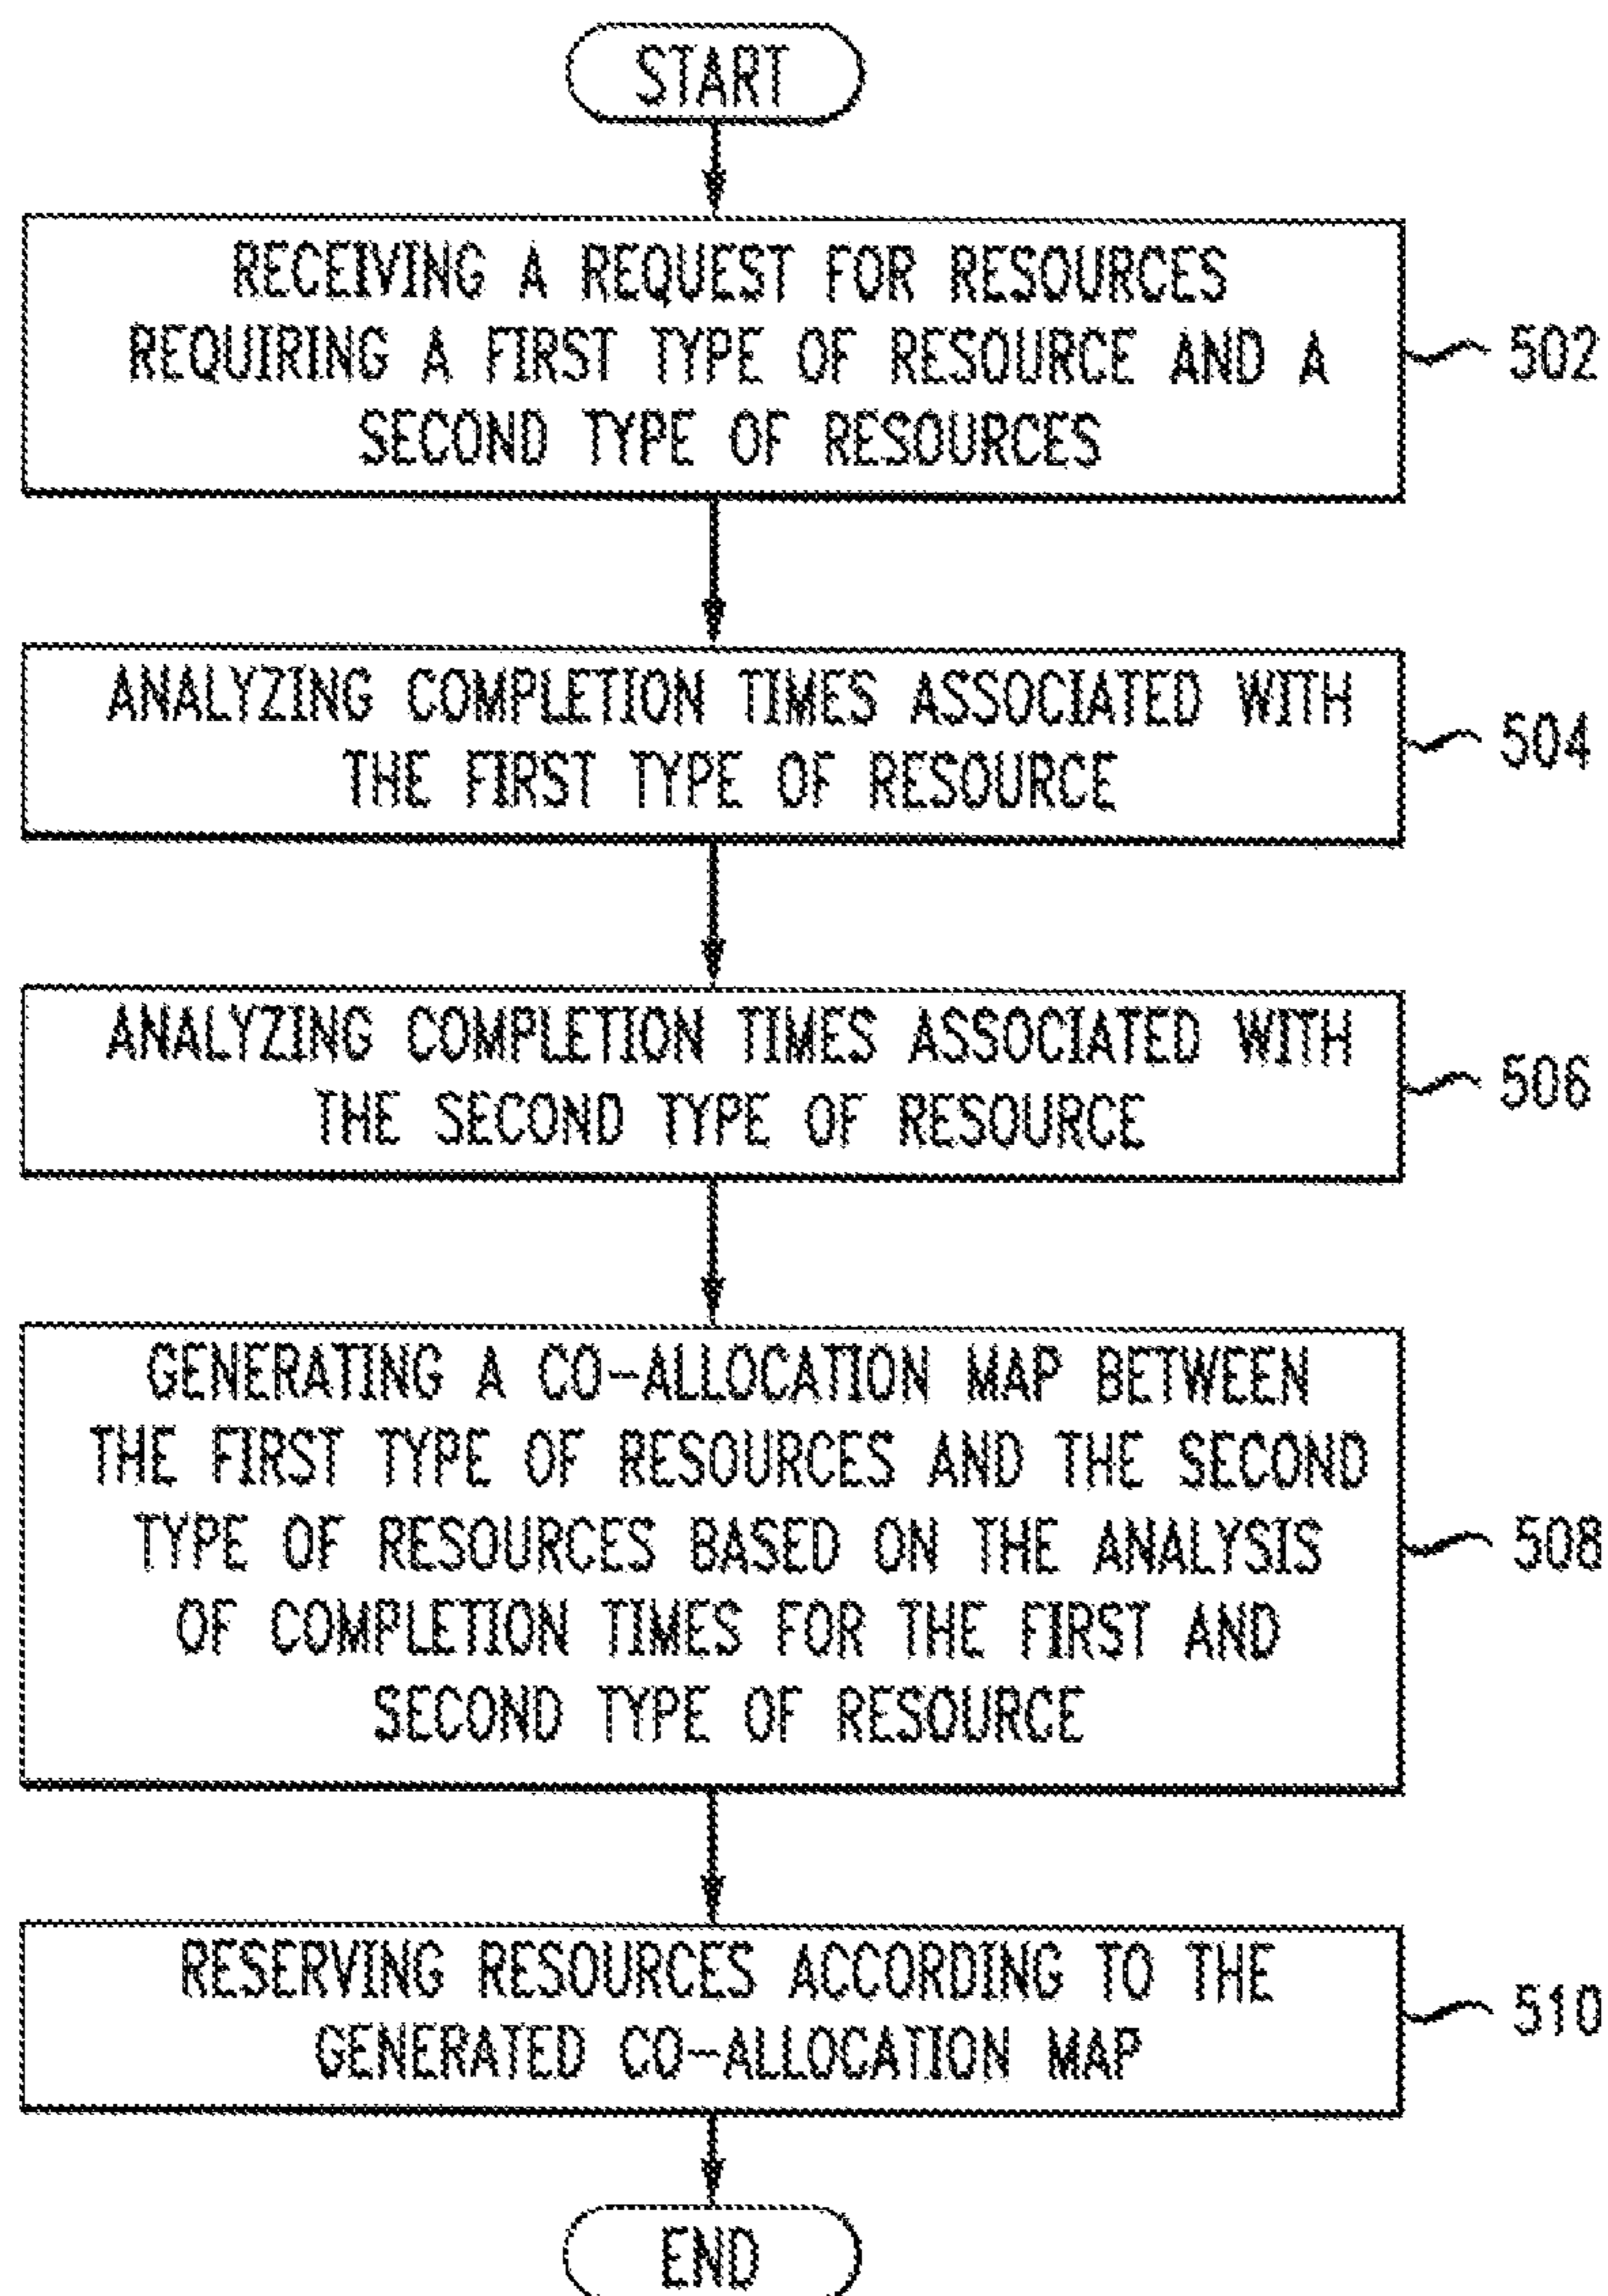 START
RECEIVING A REQUEST FOR RESOURCES
REQUIRING A FIRST TYPE OF RESOURCE AND A
SECOND TYPE OF RESOURCES
502
ANALYZING COMPLETION TIMES ASSOCIATED WITH
THE FIRST TYPE OF RESOURCE
504
ANALYZING COMPLETION TIMES ASSOCIATED WITH
THE SECOND TYPE OF RESOURCE
506
GENERATING A CO-ALLOCATION MAP BETWEEN
THE FIRST TYPE OF RESOURCES AND THE SECOND
TYPE OF RESOURCES BASED ON THE ANALYSIS
OF COMPLETION TIMES FOR THE FIRST AND
SECOND TYPE OF RESOURCE
508
RESERVING RESOURCES ACCORDING TO THE
GENERATED CO-ALLOCATION MAP
510
END